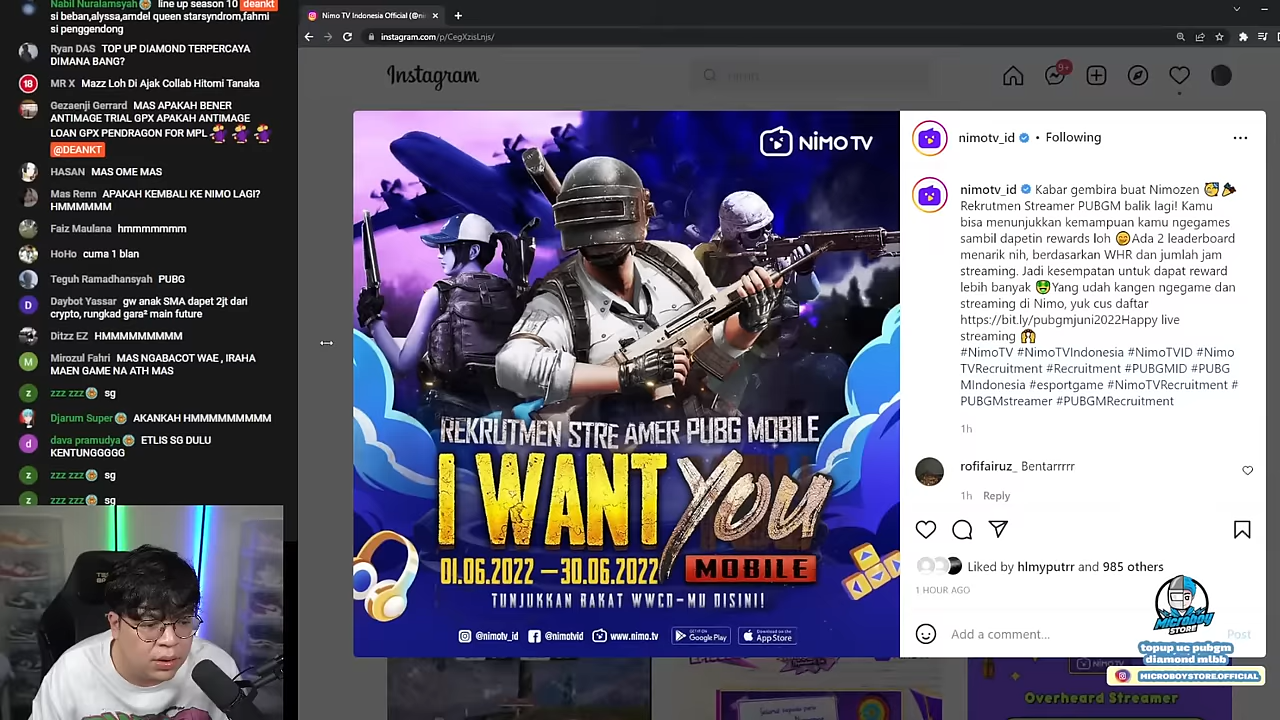 Nabil Nuralamsyah line up season 10 deankt
si beban,alyssa,amdel queen starsyndrom,fahmi
si penggendong
Ryan DAS TOP UP DIAMOND TERPERCAYA
DIMANA BANG?
18 MR X Mazz Loh Di Ajak Collab Hitomi Tanaka
Gezaenji Gerrard MAS APAKAH BENER
ANTIMAGE TRIAL GPX APAKAH ANTIMAGE
LOAN GPX PENDRAGON FOR MPL
@DEANKT
HASAN MAS OME MAS
Mas Renn APAKAH KEMBALI KE NIMO LAGI?
HMMMMMM
Faiz Maulana hmmmmmmm
HoHo cuma 1 blan
Teguh Ramadhansyah PUBG
D Daybot Yassar gw anak SMA dapet 2jt dari
crypto, rungkad gara² main future
Ditzz EZ HMMMMMMMMM
M Mirozul Fahri MAS NGABACOT WAE , IRAHA
MAEN GAME NA ATH MAS
z zzz zzz sg
Djarum Super AKANKAH HMMMMMMMMM
d dava pramudya ETLIS SG DULU
KENTUNGGGGG
z zzz zzz sg
z zzz zzz sg
Nimo TV Indonesia Official (@ni
instagram.com/p/CegXzisLnjs/
Instagram
9+
NIMO TV
REKRUTMEN STREAMER PUBG MOBILE
I WANT You
01.06.2022 – 30.06.2022 MOBILE
TUNJUKKAN BAKAT WWCD-MU DISINI!
@nimotv_id @nimotvid www.nimo.tv GET IT ON Google Play Download on the App Store
nimotv_id • Following
nimotv_id Kabar gembira buat Nimozen
Rekrutmen Streamer PUBGM balik lagi! Kamu
bisa menunjukkan kemampuan kamu ngegames
sambil dapetin rewards loh Ada 2 leaderboard
menarik nih, berdasarkan WHR dan jumlah jam
streaming. Jadi kesempatan untuk dapat reward
lebih banyak Yang udah kangen ngegame dan
streaming di Nimo, yuk cus daftar
https://bit.ly/pubgmjuni2022Happy live
streaming
#NimoTV #NimoTVIndonesia #NimoTVID #Nimo
TVRecruitment #Recruitment #PUBGMID #PUBG
MIndonesia #esportgame #NimoTVRecruitment #
PUBGMstreamer #PUBGMRecruitment
1h
rofifairuz_ Bentarrrrr
1h Reply
Liked by hlmyputrr and 985 others
1 HOUR AGO
Add a comment...
Post
MicroBoy
STORE
topup uc pubgm
diamond mlbb
MICROBOYSTORE.OFFICIAL
NIMO
Overheard Streamer